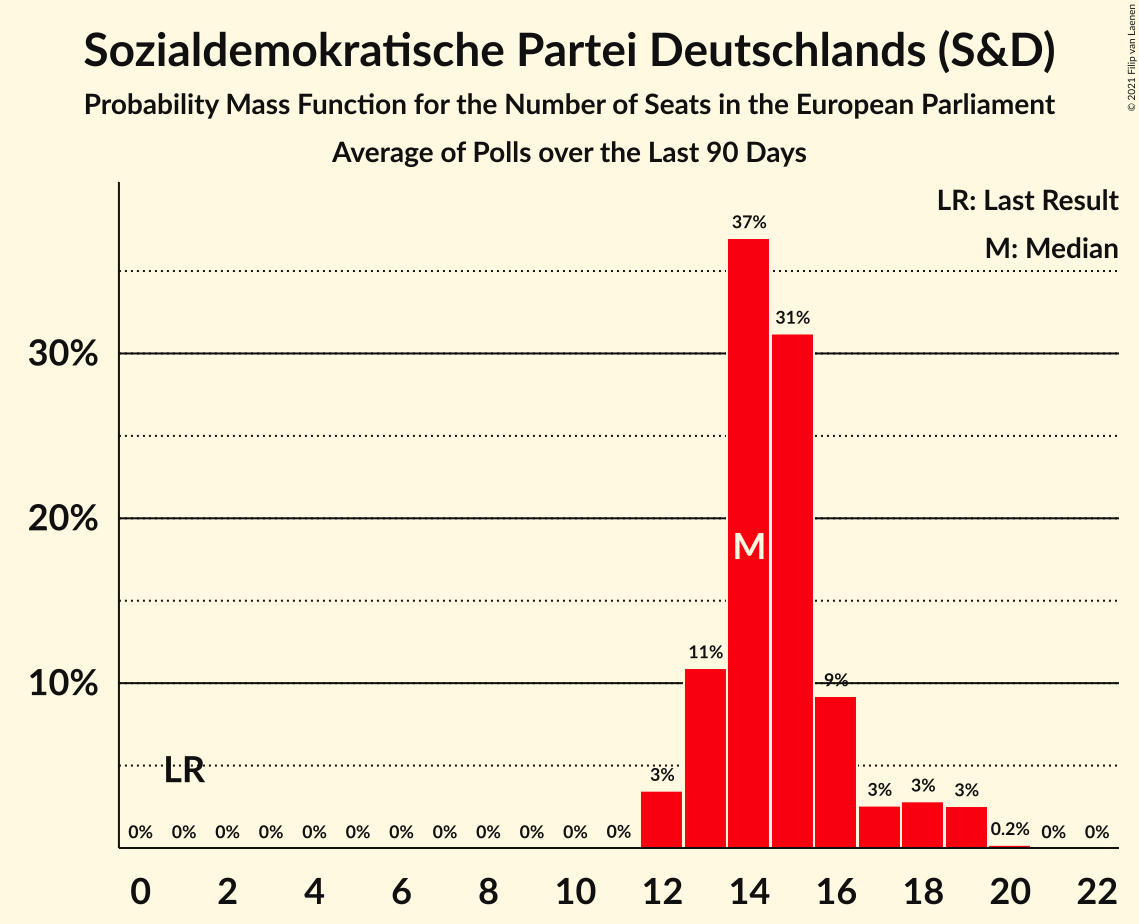 Sozialdemokratische Partei Deutschlands (S&D)
Probability Mass Function for the Number of Seats in the European Parliament
Average of Polls over the Last 90 Days
© 2021 Filip van Laenen
LR: Last Result
M: Median
37%
31%
30%
20%
M
11%
10%
9%
LR
3%
3%
3%
3%
0% 0% 0% 0% 0% 0% 0% 0% 0% 0% 0% 0% 0.2% 0% 0%
0 2 4 6 8 10 12 14 16 18 20 22